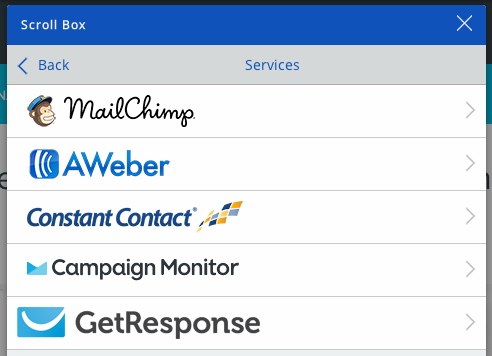 Scroll Box
Back
Services
MailChimp
AWeber
Constant Contact®
Campaign Monitor
GetResponse